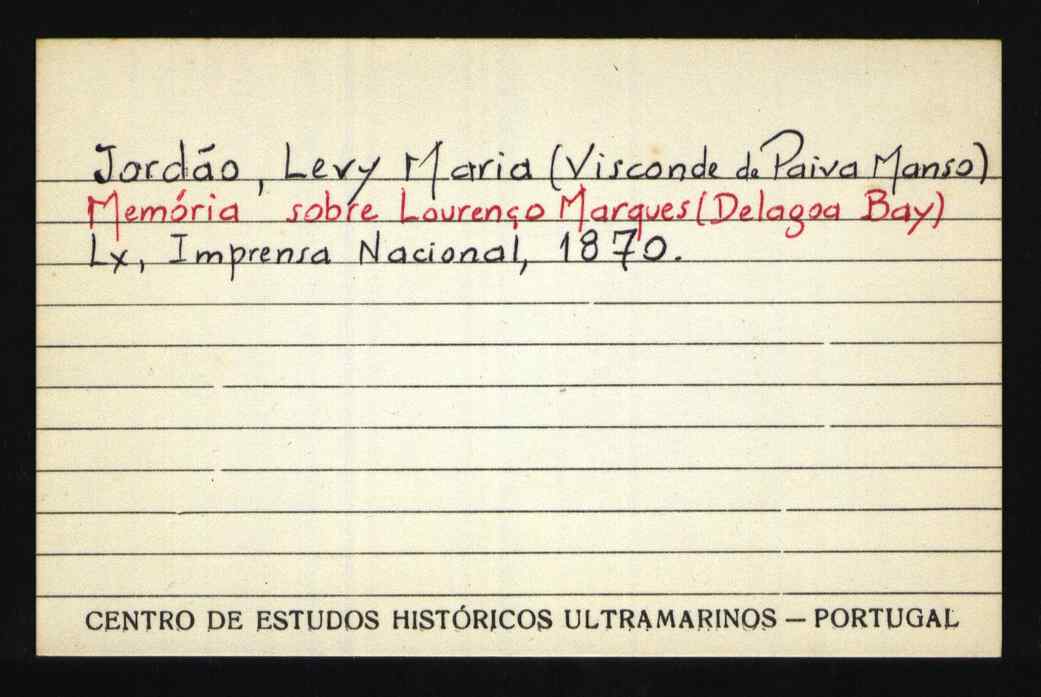 Jordão, Levy Maria (Visconde de Paiva Manso)
Memória sobre Lourenço Marques (Delagoa Bay)
Lx, Imprensa Nacional, 1870.
CENTRO DE ESTUDOS HISTÓRICOS ULTRAMARINOS — PORTUGAL